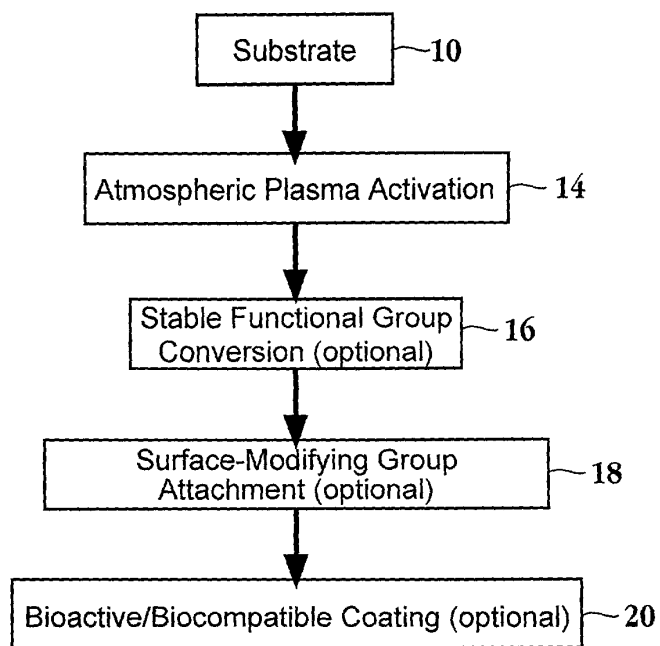 Substrate 10
Atmospheric Plasma Activation 14
Stable Functional Group
Conversion (optional) 16
Surface-Modifying Group
Attachment (optional) 18
Bioactive/Biocompatible Coating (optional) 20